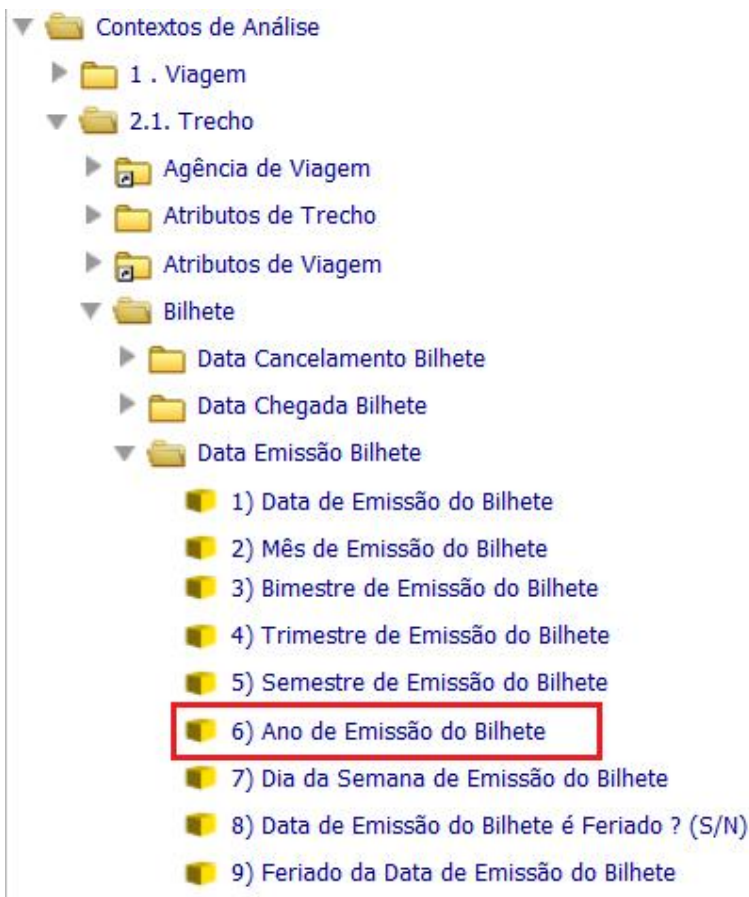 Contextos de Análise
1 . Viagem
2.1. Trecho
Agência de Viagem
Atributos de Trecho
Atributos de Viagem
Bilhete
Data Cancelamento Bilhete
Data Chegada Bilhete
Data Emissão Bilhete
1) Data de Emissão do Bilhete
2) Mês de Emissão do Bilhete
3) Bimestre de Emissão do Bilhete
4) Trimestre de Emissão do Bilhete
5) Semestre de Emissão do Bilhete
6) Ano de Emissão do Bilhete
7) Dia da Semana de Emissão do Bilhete
8) Data de Emissão do Bilhete é Feriado ? (S/N)
9) Feriado da Data de Emissão do Bilhete